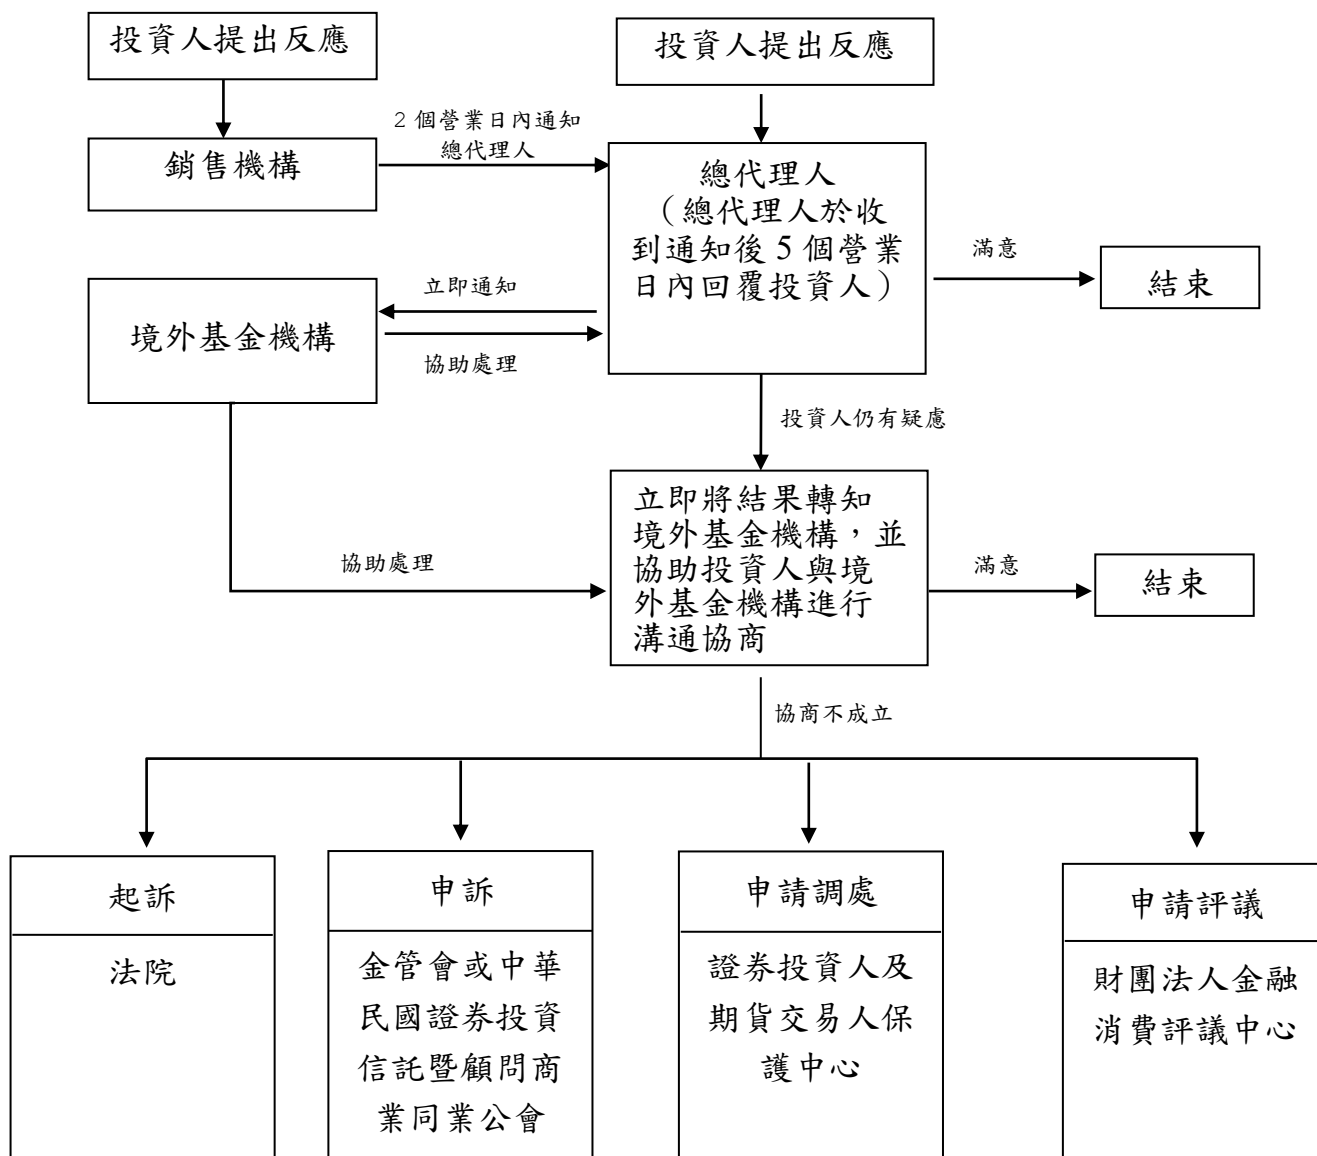 投資人提出反應
投資人提出反應
2 個營業日內通知
總代理人
銷售機構
總代理人
（總代理人於收
到通知後 5 個營業
日內回覆投資人）
滿意
結束
立即通知
境外基金機構
協助處理
投資人仍有疑慮
立即將結果轉知
境外基金機構，並
協助投資人與境
外基金機構進行
溝通協商
協助處理
滿意
結束
協商不成立
起訴
法院
申訴
金管會或中華
民國證券投資
信託暨顧問商
業同業公會
申請調處
證券投資人及
期貨交易人保
護中心
申請評議
財團法人金融
消費評議中心